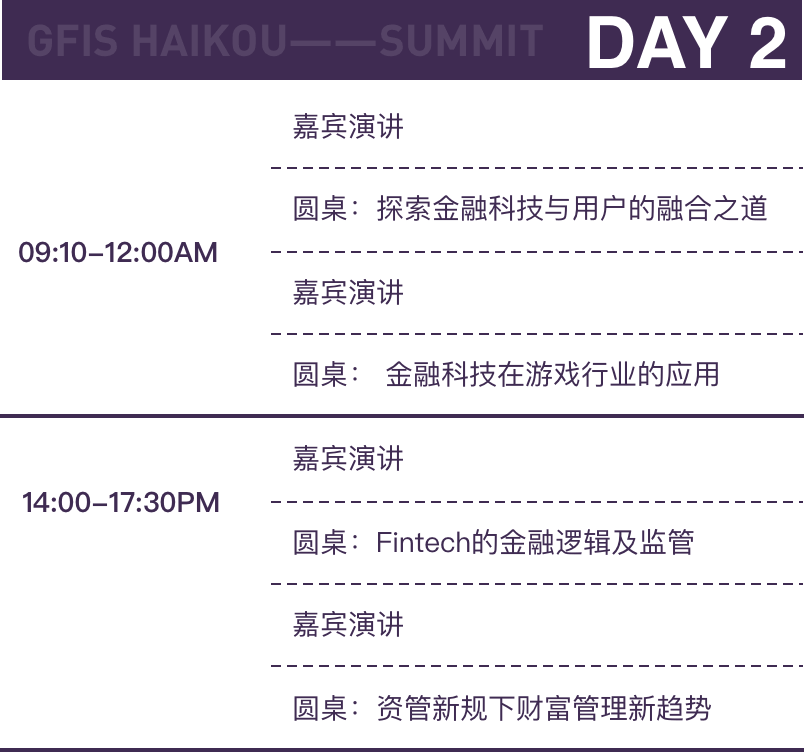 GFIS HAIKOU——SUMMIT DAY 2
嘉宾演讲
圆桌：探索金融科技与用户的融合之道
09:10–12:00AM
嘉宾演讲
圆桌： 金融科技在游戏行业的应用
嘉宾演讲
14:00–17:30PM
圆桌：Fintech的金融逻辑及监管
嘉宾演讲
圆桌：资管新规下财富管理新趋势